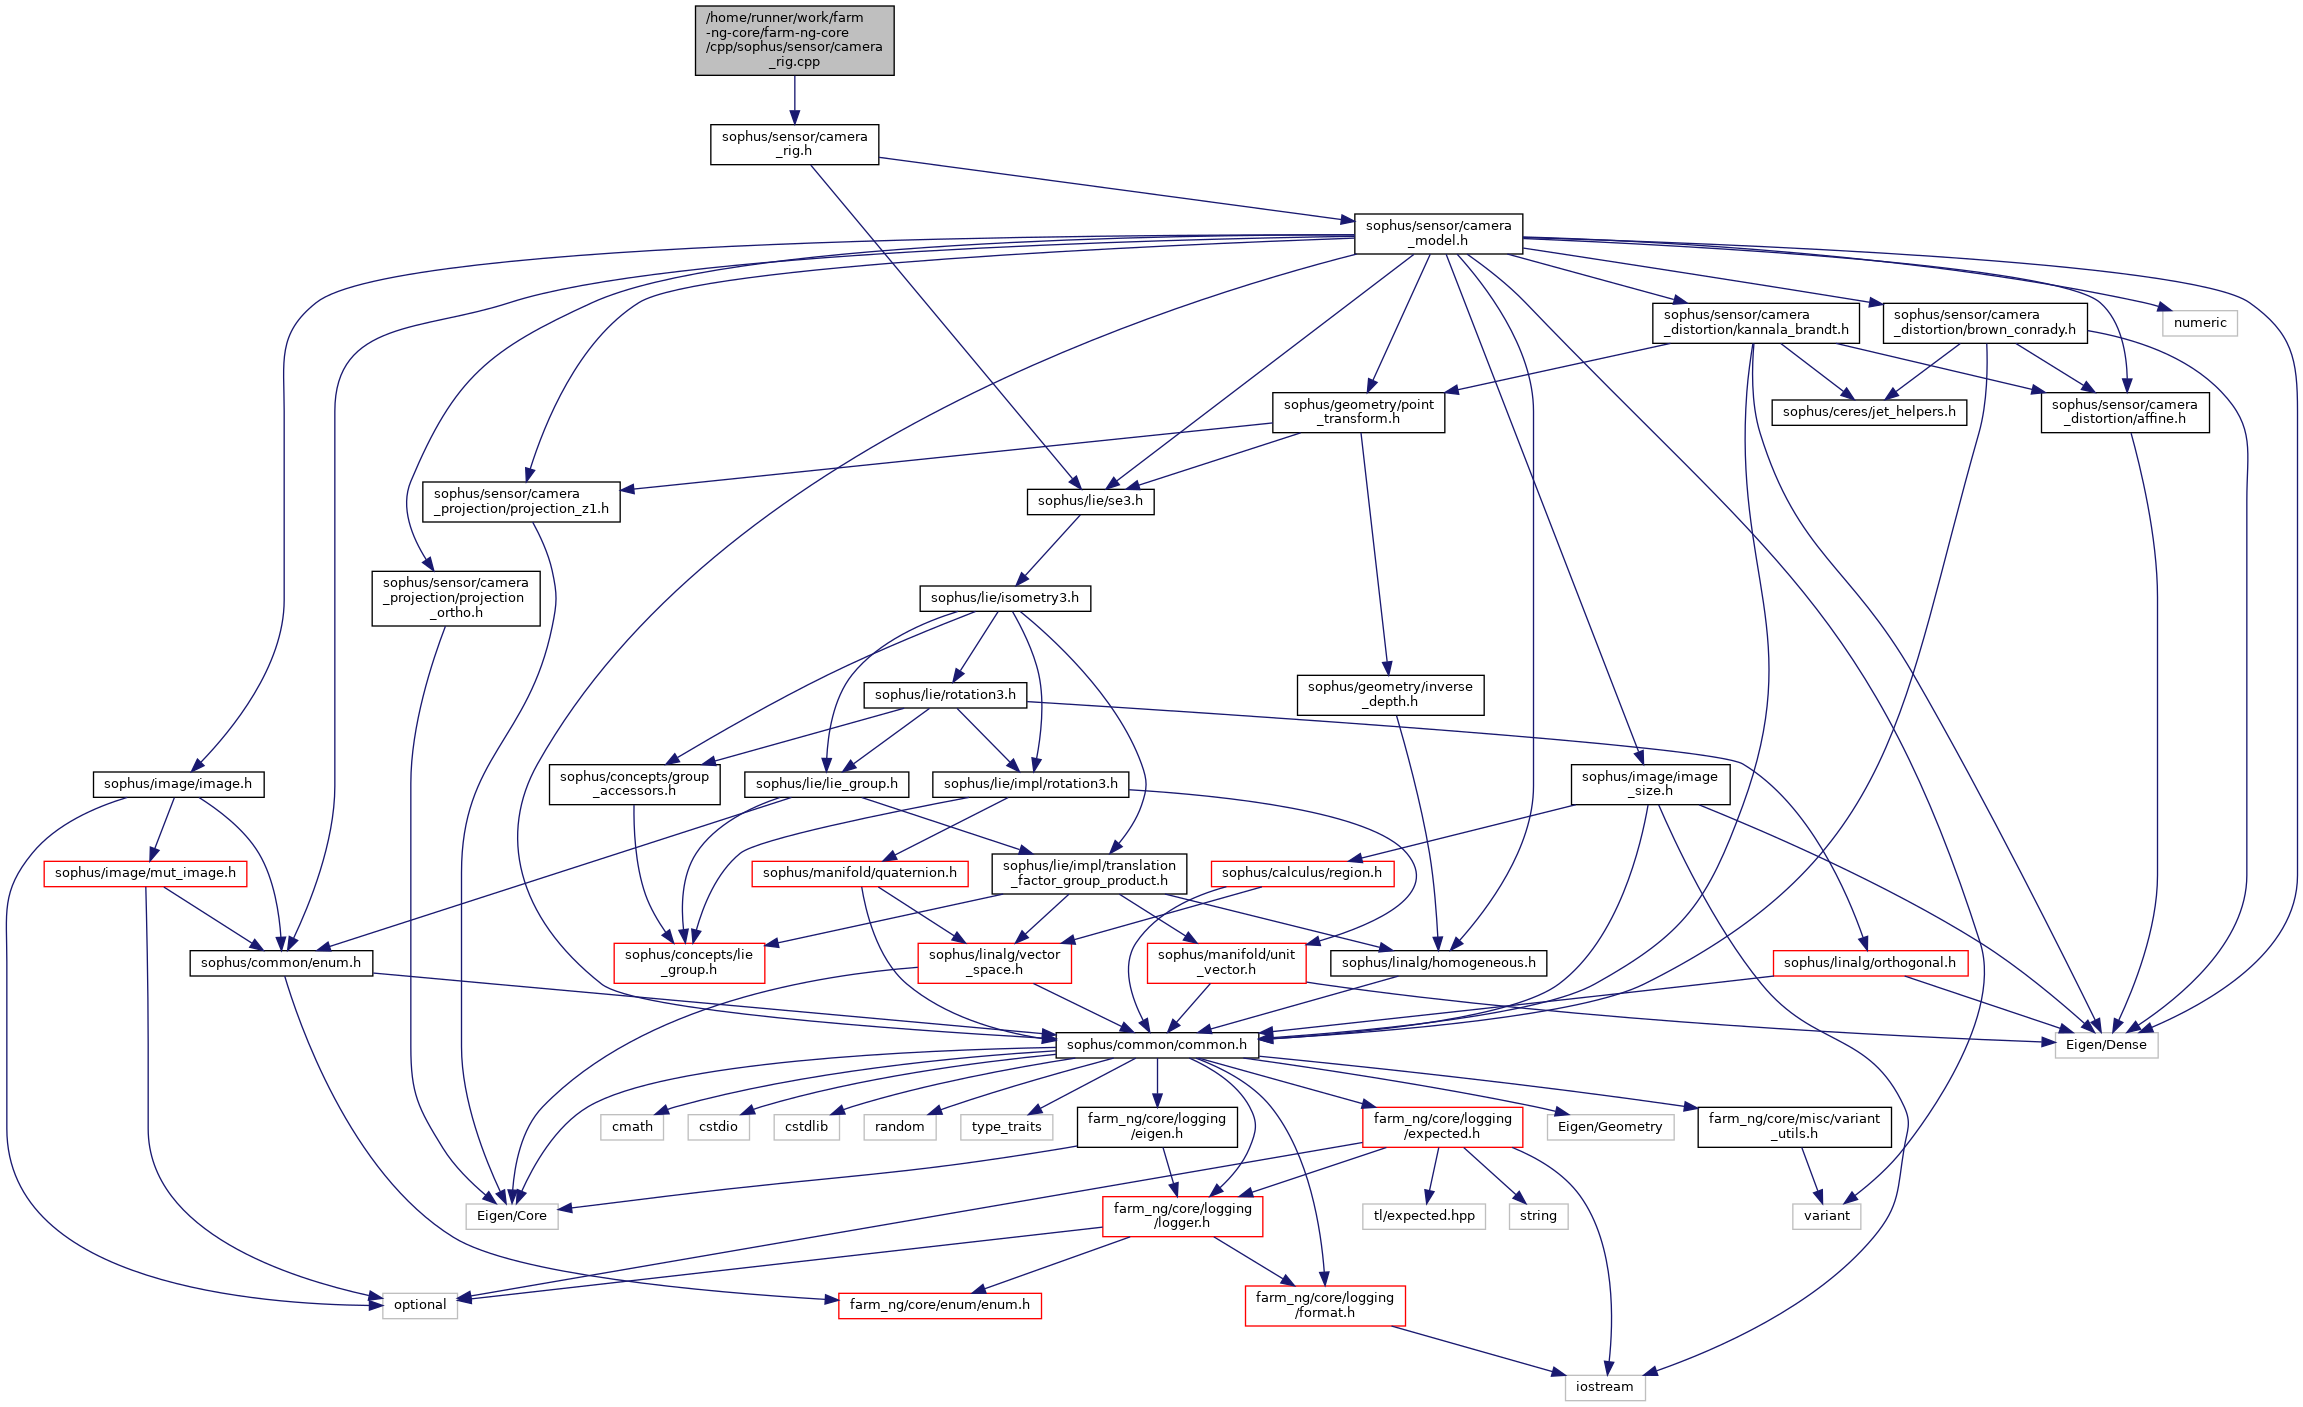 /home/runner/work/farm
-ng-core/farm-ng-core
/cpp/sophus/sensor/camera
_rig.cpp
sophus/sensor/camera
_rig.h
sophus/sensor/camera
_model.h
sophus/sensor/camera
_distortion/kannala_brandt.h
sophus/sensor/camera
_distortion/brown_conrady.h
numeric
sophus/geometry/point
_transform.h
sophus/ceres/jet_helpers.h
sophus/sensor/camera
_distortion/affine.h
sophus/sensor/camera
_projection/projection_z1.h
sophus/lie/se3.h
sophus/sensor/camera
_projection/projection
_ortho.h
sophus/lie/isometry3.h
sophus/lie/rotation3.h
sophus/geometry/inverse
_depth.h
sophus/image/image.h
sophus/concepts/group
_accessors.h
sophus/lie/lie_group.h
sophus/lie/impl/rotation3.h
sophus/image/image
_size.h
sophus/image/mut_image.h
sophus/manifold/quaternion.h
sophus/lie/impl/translation
_factor_group_product.h
sophus/calculus/region.h
sophus/common/enum.h
sophus/concepts/lie
_group.h
sophus/linalg/vector
_space.h
sophus/manifold/unit
_vector.h
sophus/linalg/homogeneous.h
sophus/linalg/orthogonal.h
sophus/common/common.h
Eigen/Dense
cmath
cstdio
cstdlib
random
type_traits
farm_ng/core/logging
/eigen.h
farm_ng/core/logging
/expected.h
Eigen/Geometry
farm_ng/core/misc/variant
_utils.h
Eigen/Core
farm_ng/core/logging
/logger.h
tl/expected.hpp
string
variant
optional
farm_ng/core/enum/enum.h
farm_ng/core/logging
/format.h
iostream